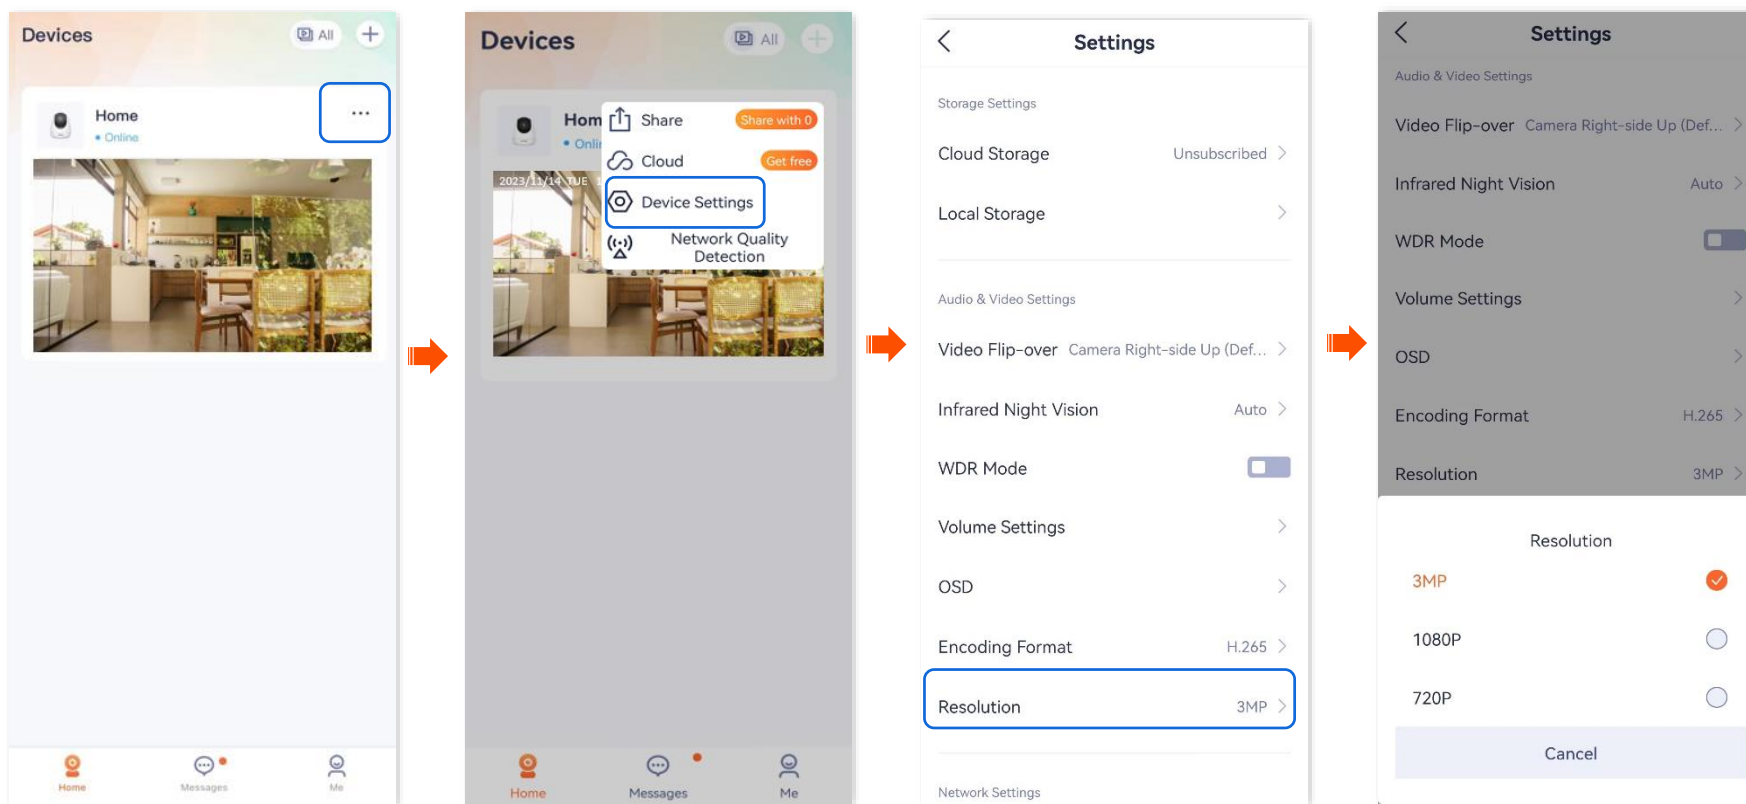 Devices
All
Home
Online
Home
Messages
Me
Devices
All
Hom
Share
Share with 0
Onli
Cloud
Get free
2023/11/14 TUE 1
Device Settings
Network Quality
Detection
Home
Messages
Me
Settings
Storage Settings
Cloud Storage Unsubscribed
Local Storage
Audio & Video Settings
Video Flip-over Camera Right-side Up (Def...
Infrared Night Vision Auto
WDR Mode
Volume Settings
OSD
Encoding Format H.265
Resolution 3MP
Network Settings
Settings
Audio & Video Settings
Video Flip-over Camera Right-side Up (Def...
Infrared Night Vision Auto
WDR Mode
Volume Settings
OSD
Encoding Format H.265
Resolution 3MP
Resolution
3MP
1080P
720P
Cancel